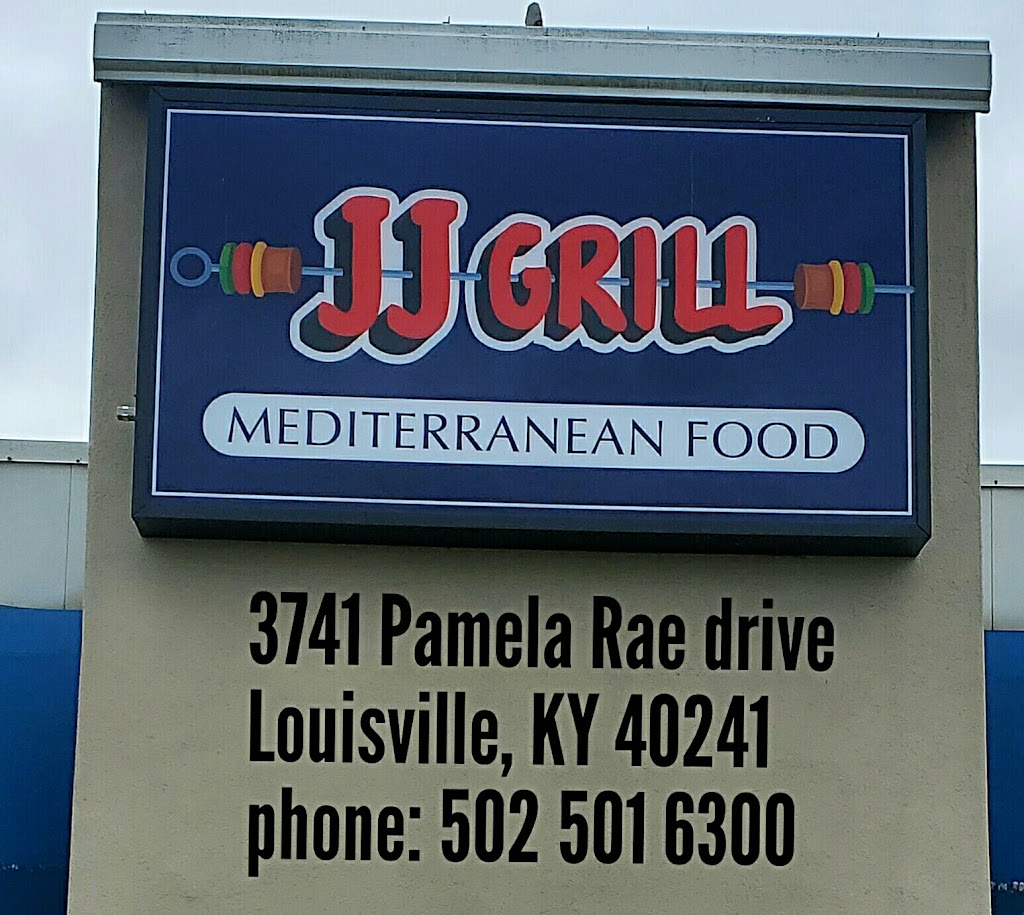 JJ GRILL
MEDITERRANEAN FOOD
3741 Pamela Rae drive
Louisville, KY 40241
phone: 502 501 6300